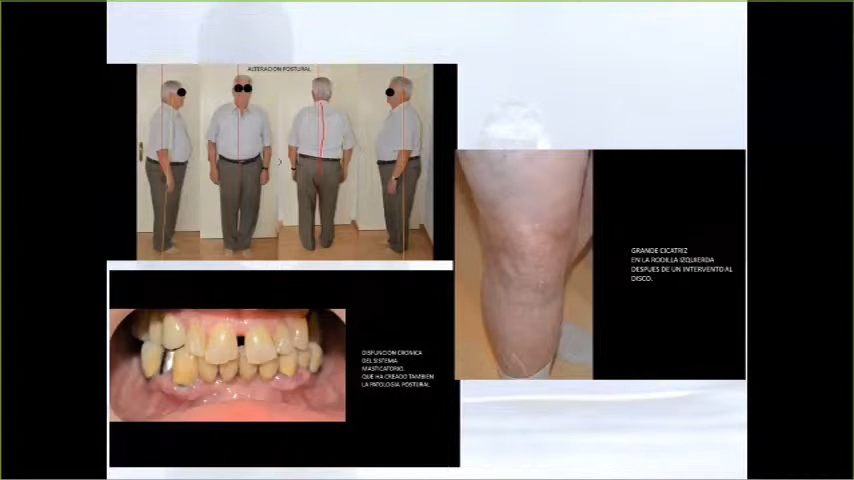 ALTERACION POSTURAL
GRANDE CICATRIZ
EN LA RODILLA IZQUIERDA
DESPUES DE UN INTERVENTO AL
DISCO.
DISFUNCION CRONICA
DEL SISTEMA
MASTICATORIO.
QUE HA CREADO TAMBIEN
LA PATOLOGIA POSTURAL